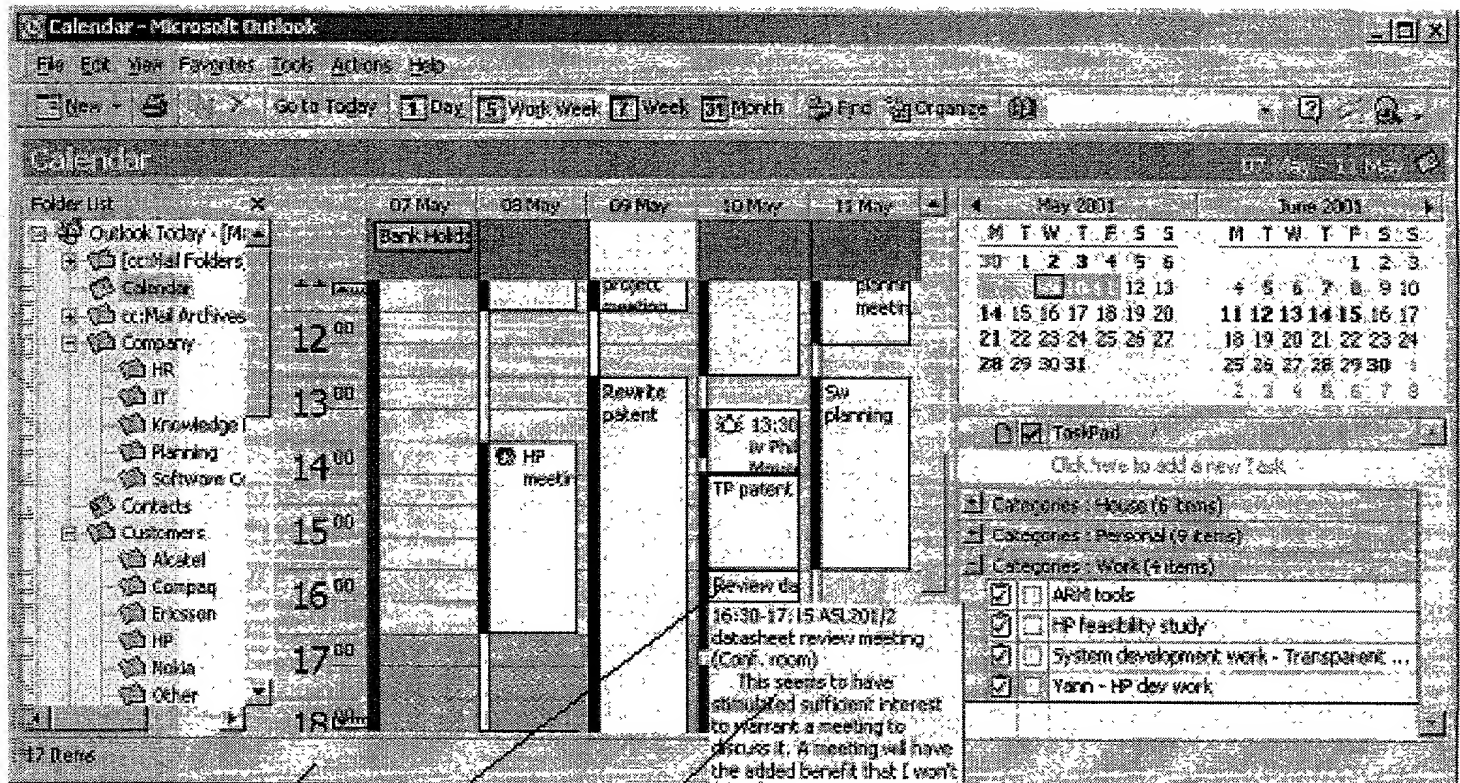 Calendar - Microsoft Outlook
File Edit View Favorites Tools Actions Help
New Go to Today 1 Day 5 Work Week 7 Week 31 Month Find Organize
Calendar
Folder List
Outlook Today - [M
[cc:Mail Folders]
Calendar
cc:Mail Archives
Company
HR
IT
Knowledge
Planning
Software Co
Contacts
Customers
Alcatel
Compaq
Ericsson
HP
Nokia
Other
07 May 08 May 09 May 10 May 11 May
Bank Holida
project
meeting
plannin
meetin
12 00
13 00
14 00
15 00
16 00
17 00
18 00
HP
meetin
Rewrite
patent
13:30
TP patent
Review da
Sw
planning
16:30-17:15 ASL201/2
datasheet review meeting
(Conf. room)
This seems to have
stimulated sufficient interest
to warrant a meeting to
discuss it. A meeting will have
the added benefit that I won't
May 2001 June 2001
M T W T F S S M T W T F S S
30 1 2 3 4 5 6 1 2 3
12 13 4 5 6 7 8 9 10
14 15 16 17 18 19 20 11 12 13 14 15 16 17
21 22 23 24 25 26 27 18 19 20 21 22 23 24
28 29 30 31 25 26 27 28 29 30 1
2 3 4 5 6 7 8
TaskPad
Click here to add a new Task
Categories : House (6 items)
Categories : Personal (9 items)
Categories : Work (4 items)
ARM tools
HP feasibility study
System development work - Transparent ...
Yann - HP dev work
17 Items